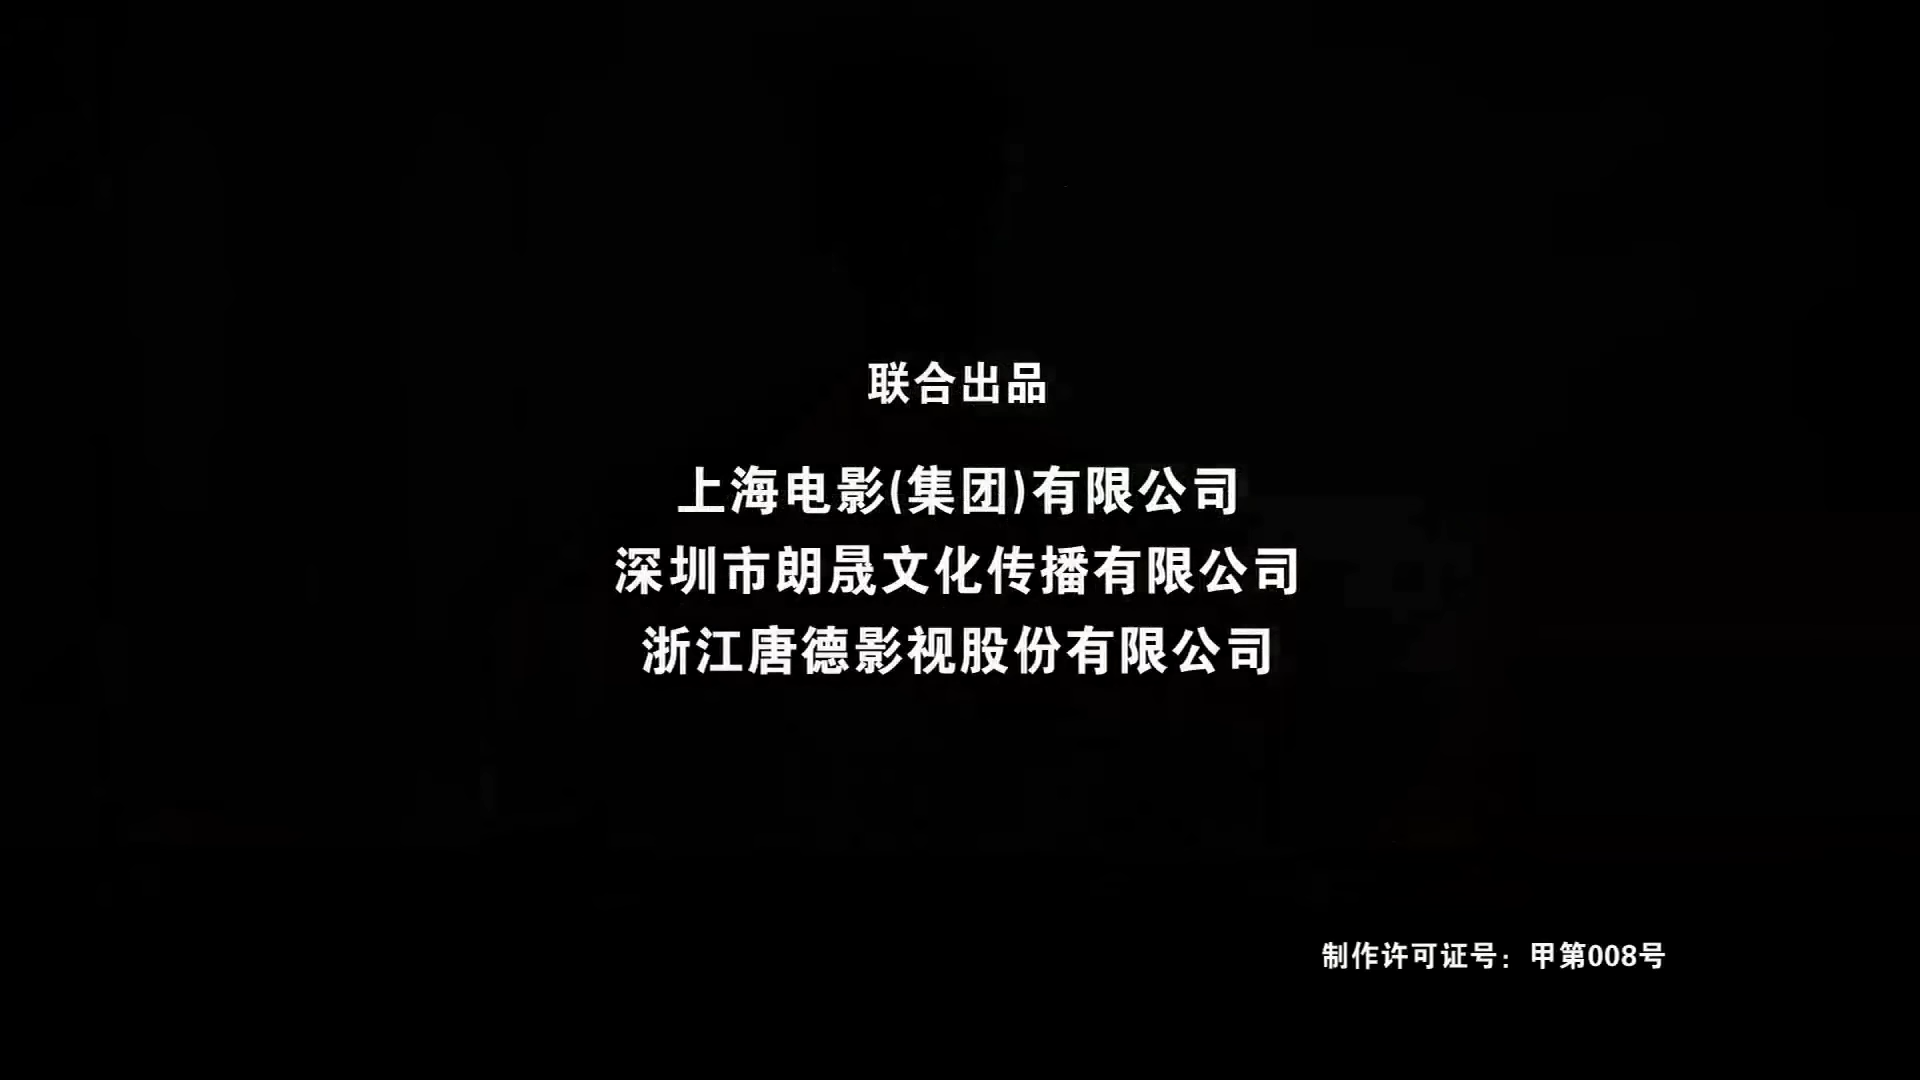 联合出品
上海电影(集团)有限公司
深圳市朗晟文化传播有限公司
浙江唐德影视股份有限公司
制作许可证号：甲第008号